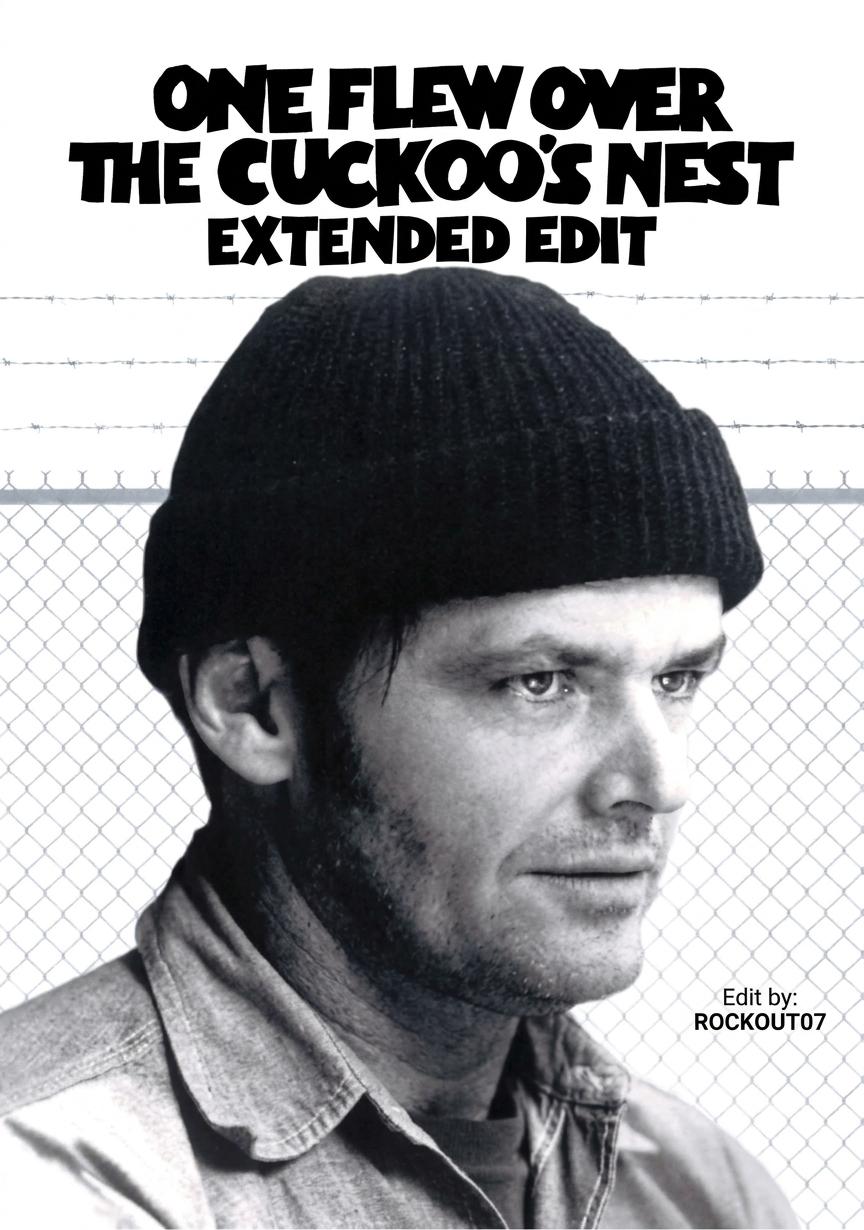 ONE FLEW OVER
THE CUCKOO'S NEST
EXTENDED EDIT
Edit by:
ROCKOUT07